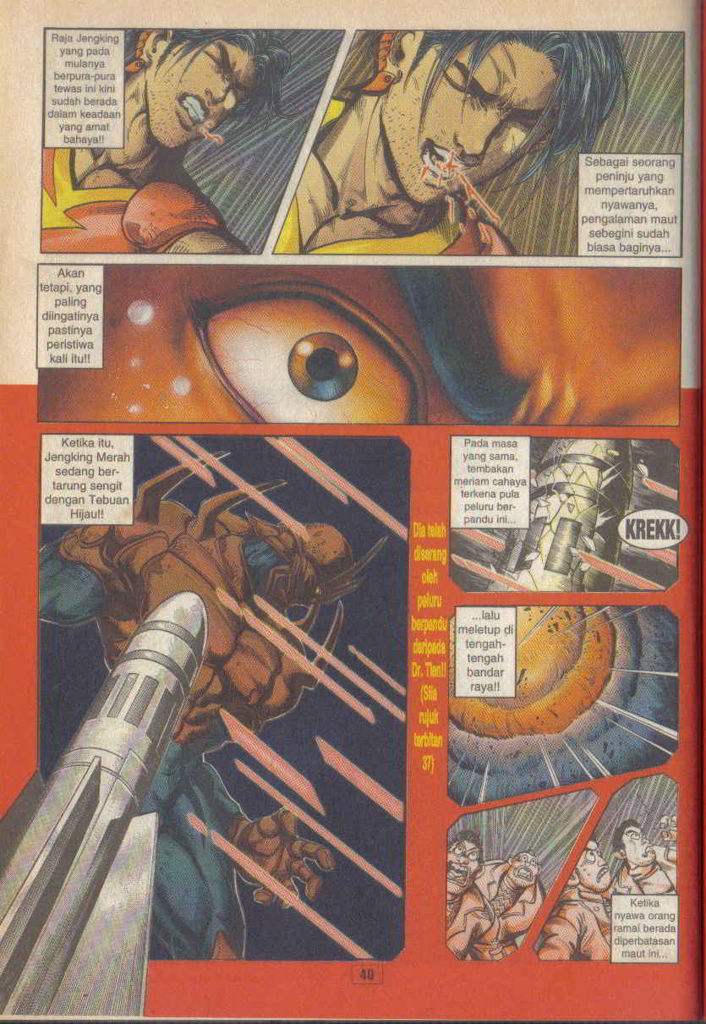 Raja Jengking
yang pada
mulanya
berpura-pura
tewas ini kini
sudah berada
dalam keadaan
yang amat
bahaya!!
Sebagai seorang
peninju yang
mempertaruhkan
nyawanya,
pengalaman maut
sebegini sudah
biasa baginya...
Akan
tetapi, yang
paling
diingatinya
pastinya
peristiwa
kali itu!!
Ketika itu,
Jengking Merah
sedang ber-
tarung sengit
dengan Tebuan
Hijau!!
Dia telah
diserang
oleh
peluru
berpandu
daripada
Dr. Tien!!
(Sila
rujuk
terbitan
37)
Pada masa
yang sama,
tembakan
meriam cahaya
terkena pula
peluru ber-
pandu ini...
KREKK!
...lalu
meletup di
tengah-
tengah
bandar
raya!!
Ketika
nyawa orang
ramai berada
diperbatasan
maut ini...
40